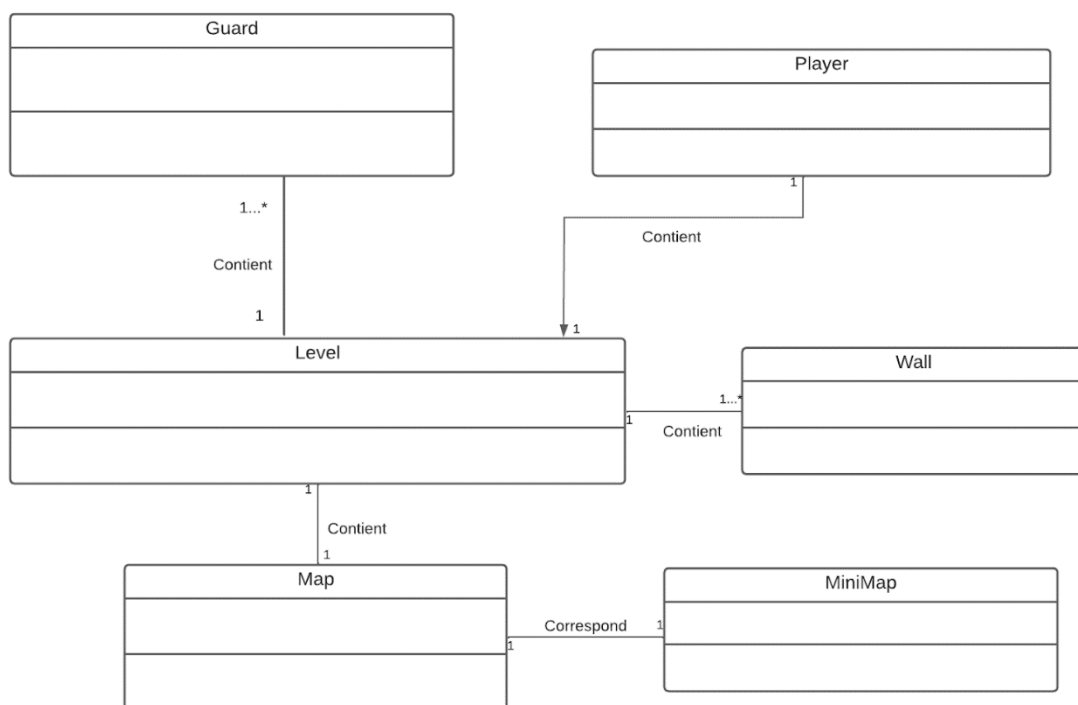 Guard
Player
1...*
1
Contient
Contient
1
1
Level
Wall
1...*
1
Contient
1
Contient
1
Map
MiniMap
Correspond
1
1